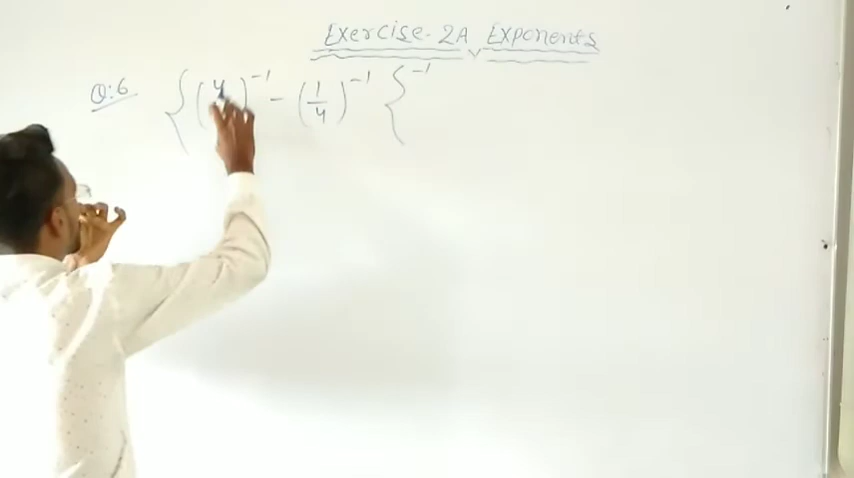 Exercise-2A, Exponents
Q:6 { (4)⁻¹ - (1/4)⁻¹ {⁻¹